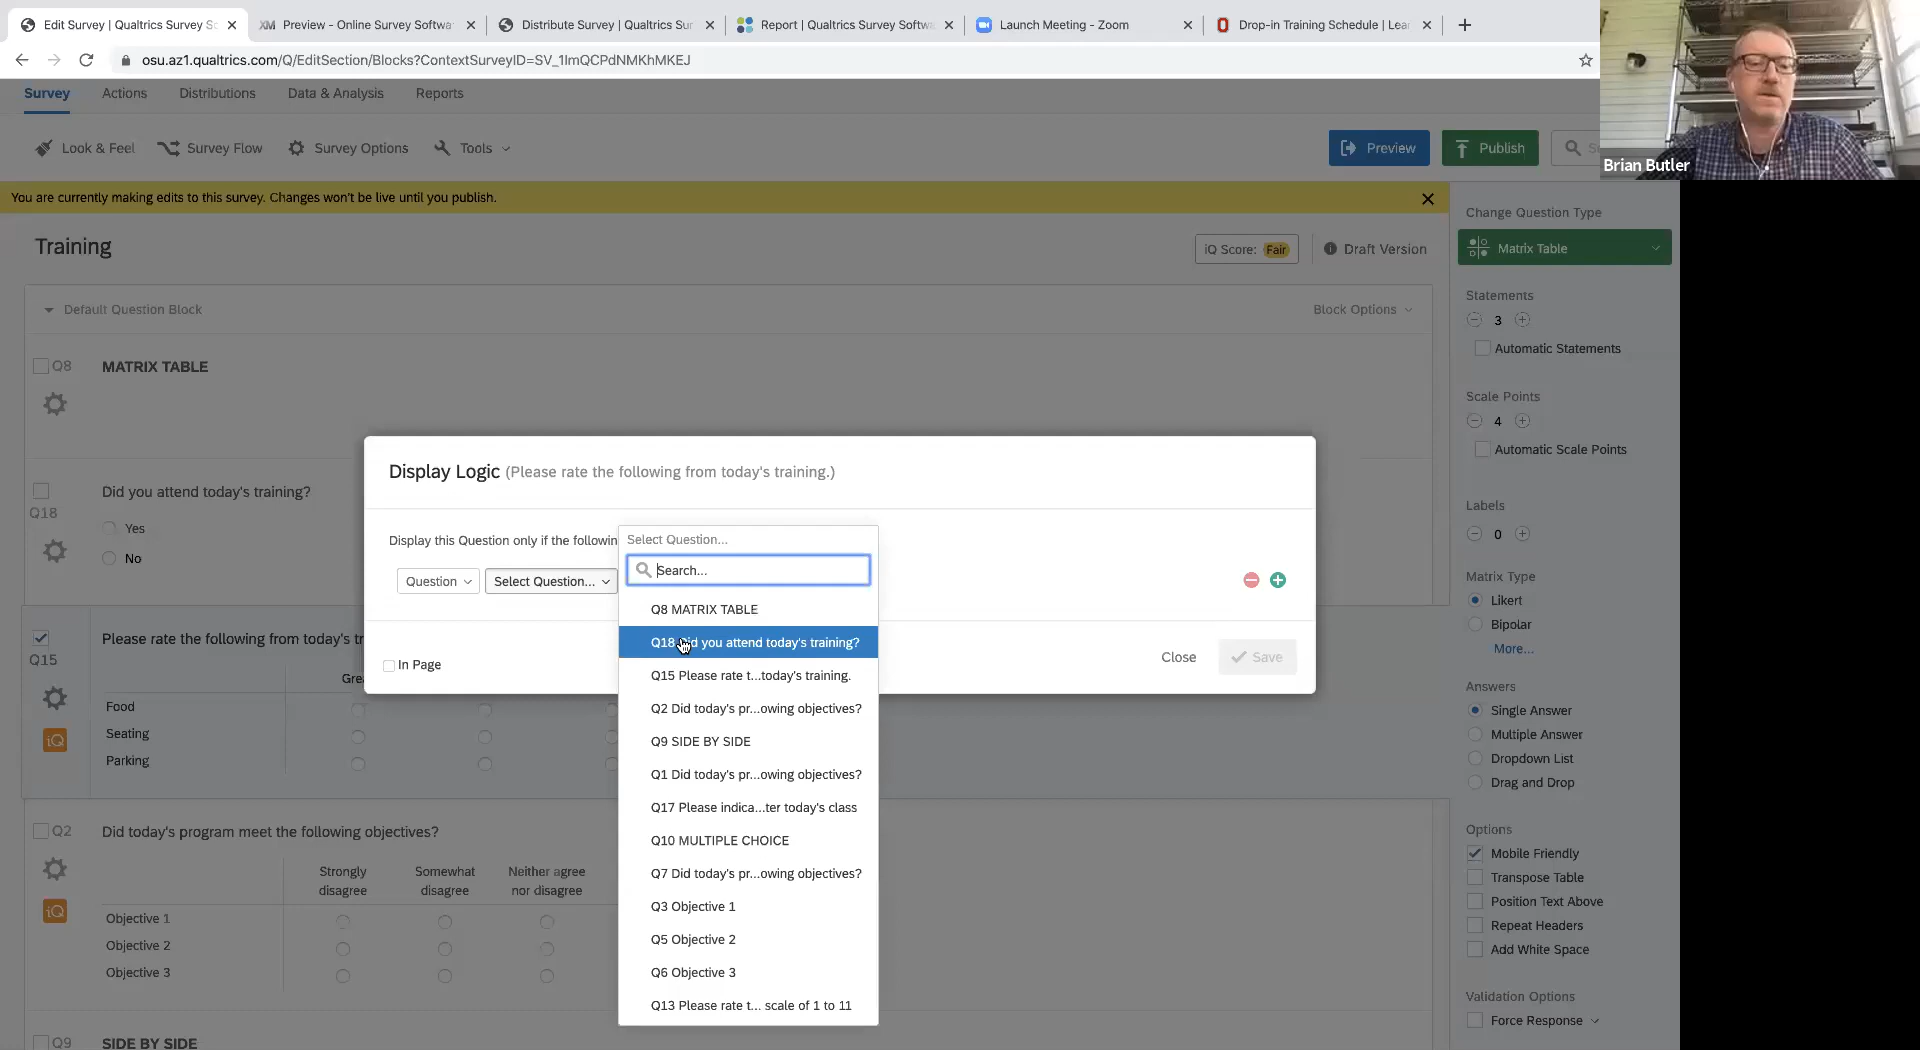 Edit Survey | Qualtrics Survey So
XM Preview - Online Survey Softwa
Distribute Survey | Qualtrics Sur
Report | Qualtrics Survey Softwa
Launch Meeting - Zoom
Drop-in Training Schedule | Lea
osu.az1.qualtrics.com/Q/EditSection/Blocks?ContextSurveyID=SV_1ImQCPdNMKhMKEJ
Survey
Actions
Distributions
Data & Analysis
Reports
Look & Feel
Survey Flow
Survey Options
Tools
Preview
Publish
Brian Butler
You are currently making edits to this survey. Changes won't be live until you publish.
Training
iQ Score: Fair
Draft Version
Default Question Block
Block Options
Q8
MATRIX TABLE
Q18
Did you attend today's training?
Yes
No
Q15
Please rate the following from today's tr
Gre
Food
Seating
Parking
iQ
Q2
Did today's program meet the following objectives?
Strongly disagree
Somewhat disagree
Neither agree nor disagree
iQ
Objective 1
Objective 2
Objective 3
Q9
SIDE BY SIDE
Display Logic (Please rate the following from today's training.)
Display this Question only if the followin
Question
Select Question...
In Page
Close
Save
Select Question...
Search...
Q8 MATRIX TABLE
Q18 Did you attend today's training?
Q15 Please rate t...today's training.
Q2 Did today's pr...owing objectives?
Q9 SIDE BY SIDE
Q1 Did today's pr...owing objectives?
Q17 Please indica...ter today's class
Q10 MULTIPLE CHOICE
Q7 Did today's pr...owing objectives?
Q3 Objective 1
Q5 Objective 2
Q6 Objective 3
Q13 Please rate t... scale of 1 to 11
Change Question Type
Matrix Table
Statements
3
Automatic Statements
Scale Points
4
Automatic Scale Points
Labels
0
Matrix Type
Likert
Bipolar
More...
Answers
Single Answer
Multiple Answer
Dropdown List
Drag and Drop
Options
Mobile Friendly
Transpose Table
Position Text Above
Repeat Headers
Add White Space
Validation Options
Force Response